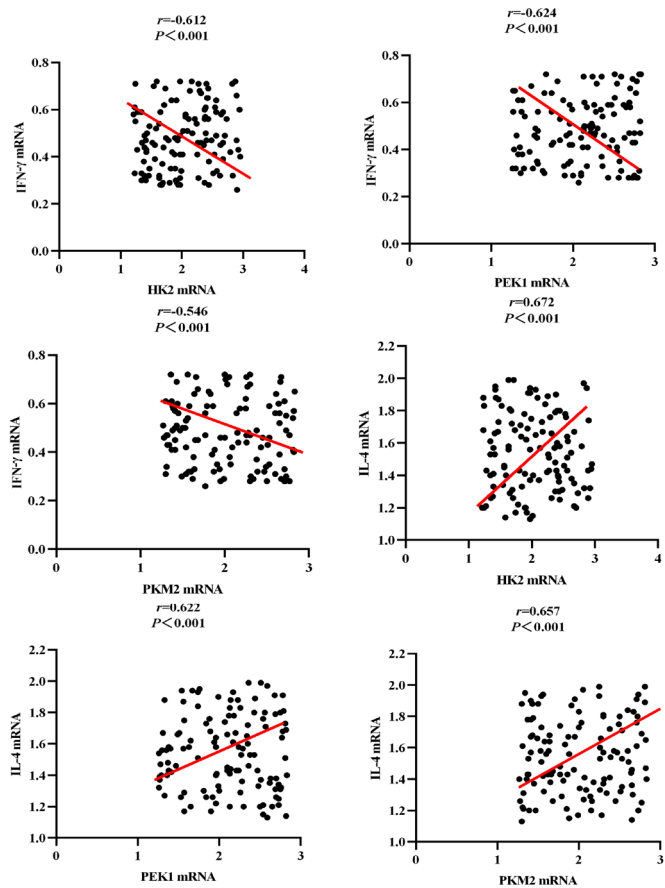 r=-0.612
P<0.001
0.8
0.6
0.4
0.2
0.0
IFN-γ mRNA
0 1 2 3 4
HK2 mRNA
r=-0.624
P<0.001
0.8
0.6
0.4
0.2
0.0
IFN-γ mRNA
0 1 2 3
PEK1 mRNA
r=-0.546
P<0.001
0.8
0.6
0.4
0.2
0.0
IFN-γ mRNA
0 1 2 3
PKM2 mRNA
r=0.672
P<0.001
2.2
2.0
1.8
1.6
1.4
1.2
1.0
IL-4 mRNA
0 1 2 3 4
HK2 mRNA
r=0.622
P<0.001
2.2
2.0
1.8
1.6
1.4
1.2
1.0
IL-4 mRNA
0 1 2 3
PEK1 mRNA
r=0.657
P<0.001
2.2
2.0
1.8
1.6
1.4
1.2
1.0
IL-4 mRNA
0 1 2 3
PKM2 mRNA